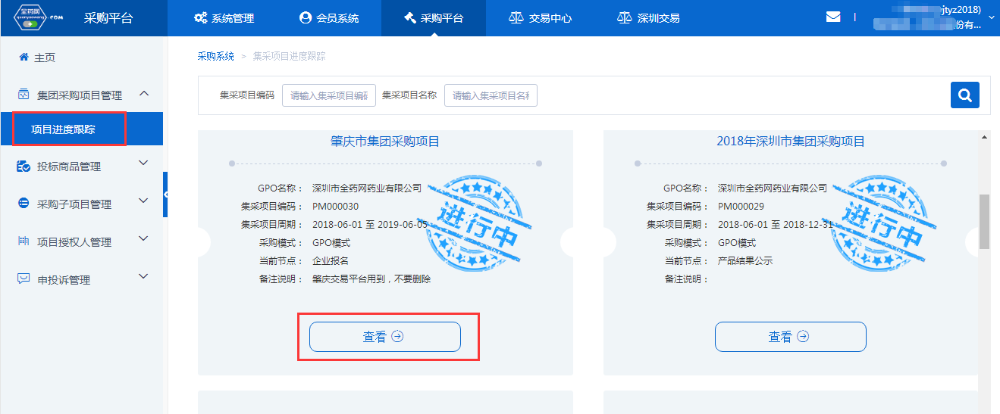 全药网
quanyaowang.COM
采购平台
系统管理
会员系统
采购平台
交易中心
深圳交易
jtyz2018)
份有...
主页
集团采购项目管理
项目进度跟踪
投标商品管理
采购子项目管理
项目授权人管理
申投诉管理
采购系统 > 集采项目进度跟踪
集采项目编码 请输入集采项目编码 集采项目名称 请输入集采项目名称
肇庆市集团采购项目
GPO名称： 深圳市全药网药业有限公司
集采项目编码： PM000030
集采项目周期： 2018-06-01 至 2019-06-05
采购模式： GPO模式
当前节点： 企业报名
备注说明： 肇庆交易平台用到，不要删除
进行中
查看
2018年深圳市集团采购项目
GPO名称： 深圳市全药网药业有限公司
集采项目编码： PM000029
集采项目周期： 2018-06-01 至 2018-12-31
采购模式： GPO模式
当前节点： 产品结果公示
备注说明：
进行中
查看